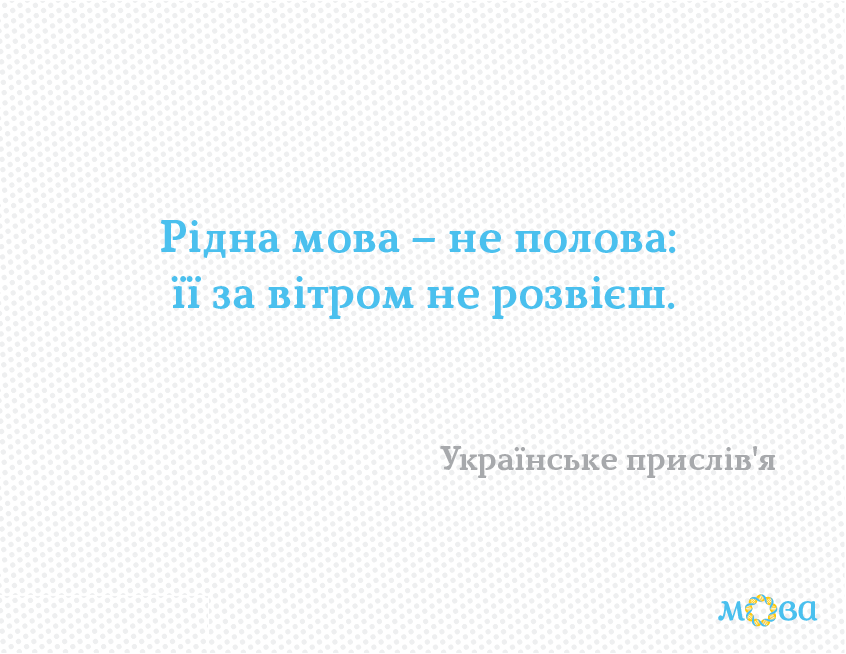 Рідна мова – не полова:
її за вітром не розвієш.
Українське прислів'я
мова